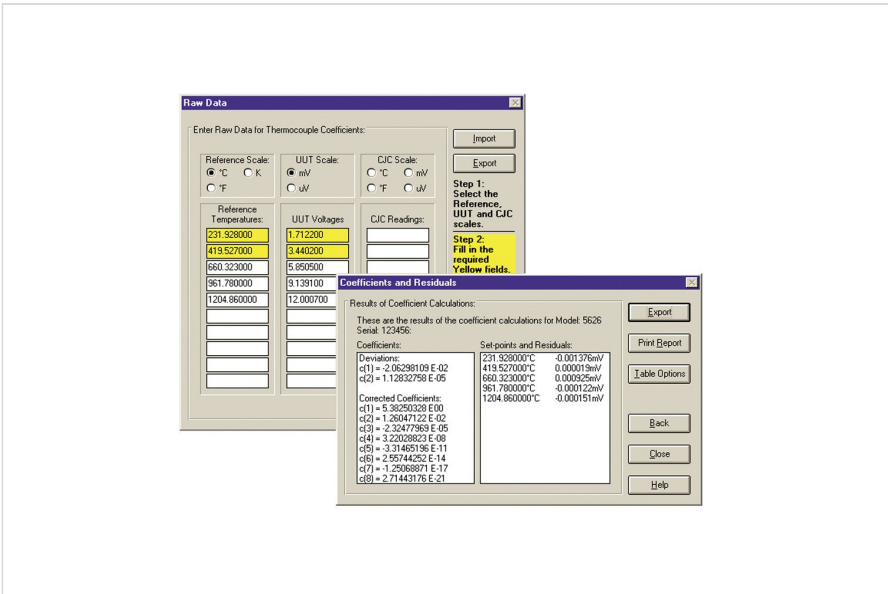 Raw Data
Enter Raw Data for Thermocouple Coefficients:
Reference Scale:
°C K
°F
UUT Scale:
mV
uV
CJC Scale:
°C mV
°F uV
Import
Export
Step 1:
Select the
Reference,
UUT and CJC
scales.
Step 2:
Fill in the
required
Yellow fields.
Reference
Temperatures:
UUT Voltages
CJC Readings:
231.928000 1.712200
419.527000 3.440200
660.323000 5.850500
961.780000 9.139100
1204.860000 12.000700
Coefficients and Residuals
Results of Coefficient Calculations:
These are the results of the coefficient calculations for Model: 5626
Serial: 123456:
Coefficients:
Deviations:
c(1) = -2.06298109 E-02
c(2) = 1.12832758 E-05
Corrected Coefficients:
c(1) = 5.38250328 E00
c(2) = 1.26047122 E-02
c(3) = -2.32477969 E-05
c(4) = 3.22028823 E-08
c(5) = -3.31465196 E-11
c(6) = 2.55744252 E-14
c(7) = -1.25068871 E-17
c(8) = 2.71443176 E-21
Set-points and Residuals:
231.928000°C -0.001376mV
419.527000°C 0.000019mV
660.323000°C 0.000925mV
961.780000°C -0.000122mV
1204.860000°C -0.000151mV
Export
Print Report
Table Options
Back
Close
Help